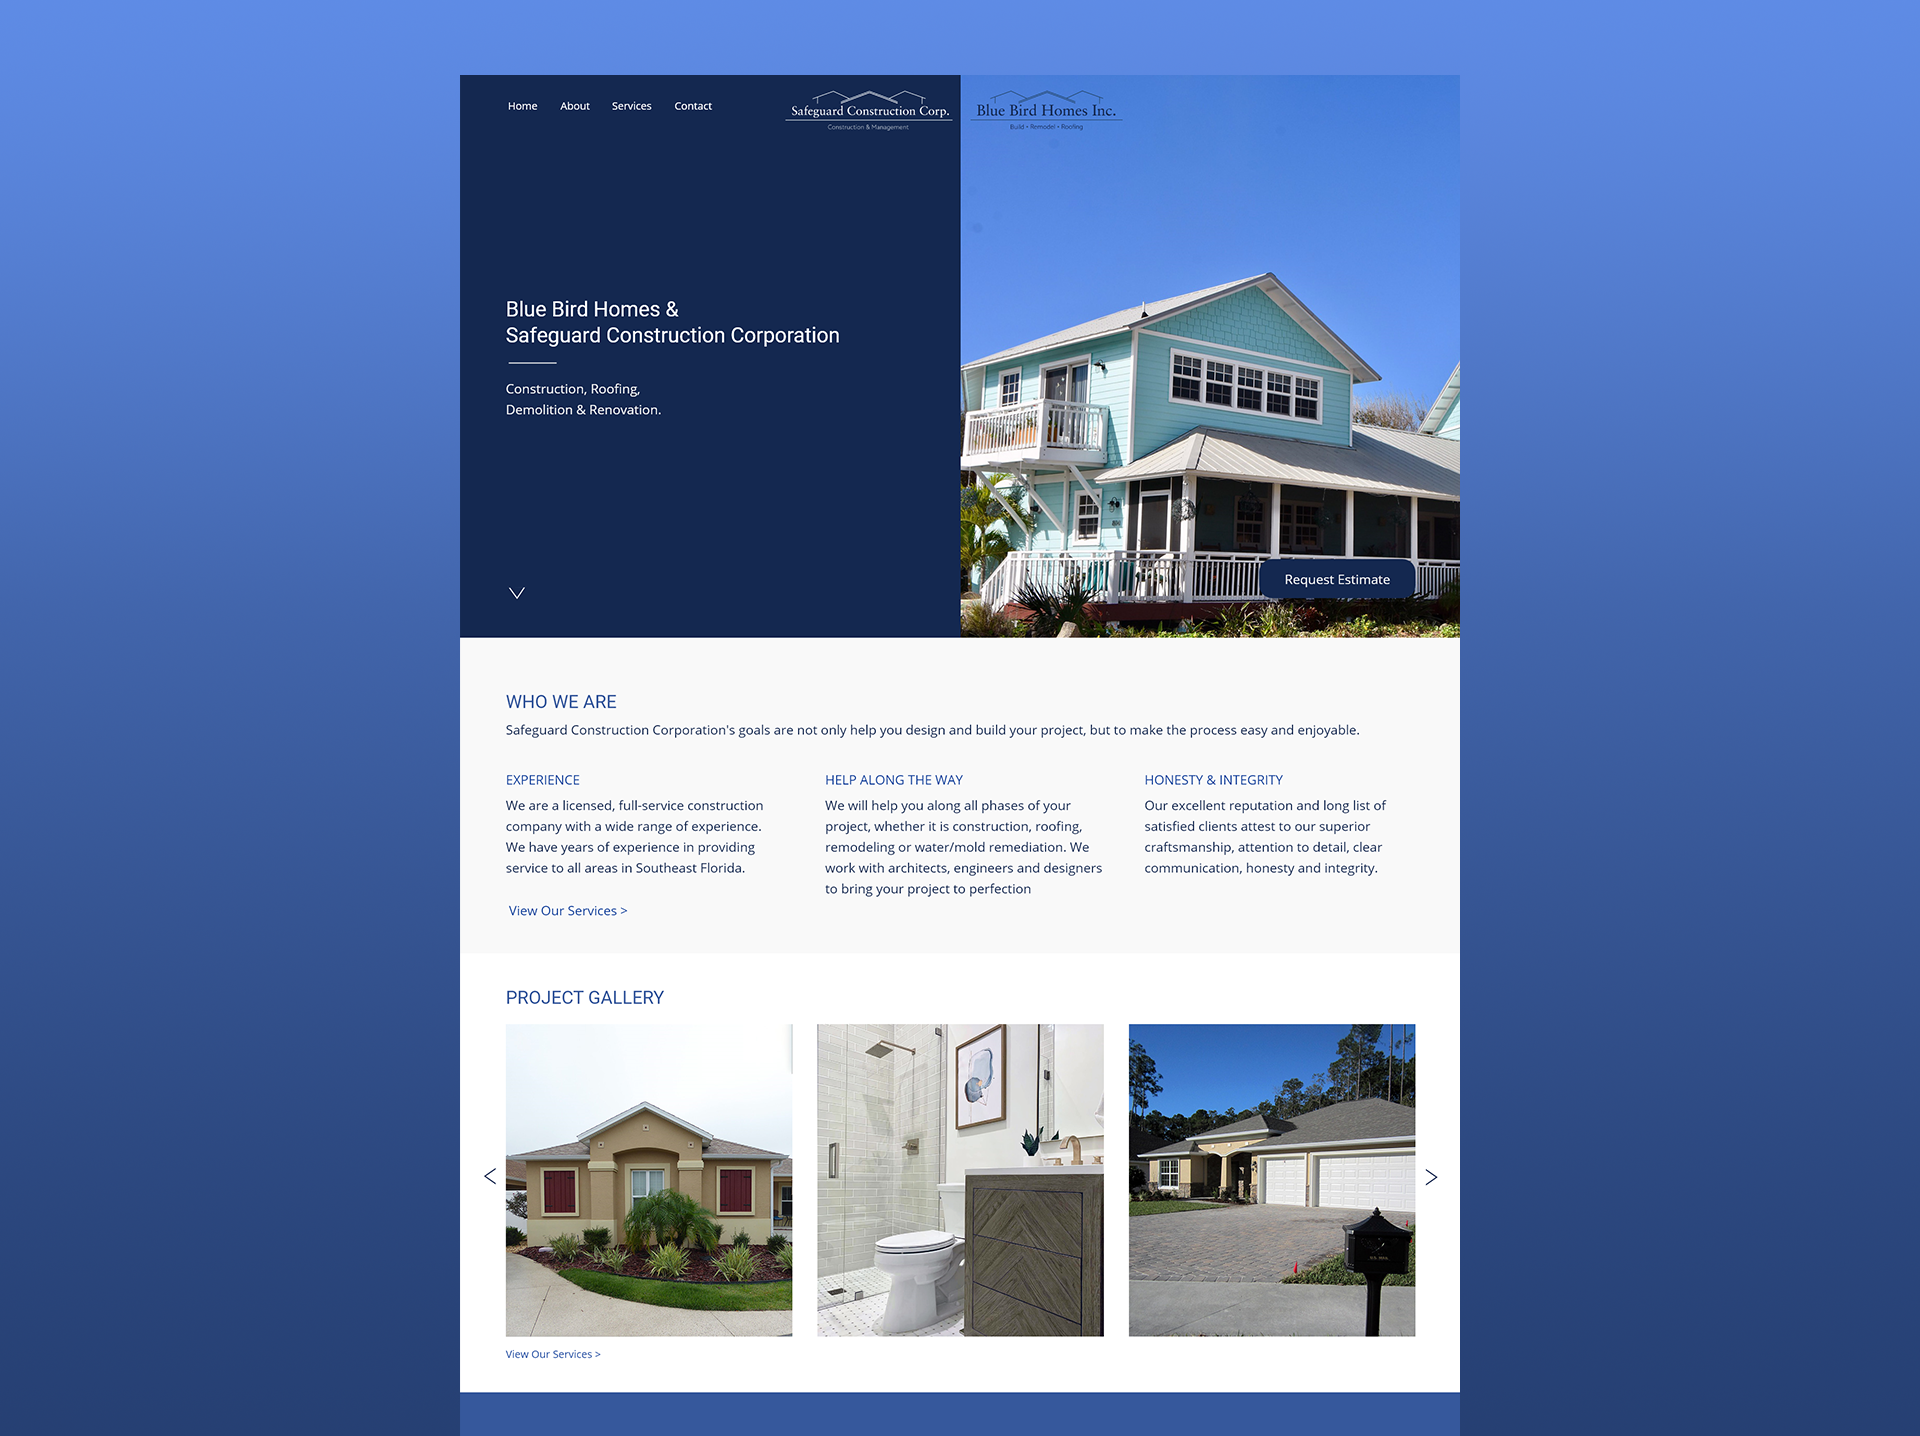 Home About Services Contact
Safeguard Construction Corp.
Construction & Management
Blue Bird Homes Inc.
Build • Remodel • Roofing
Blue Bird Homes &
Safeguard Construction Corporation
Construction, Roofing,
Demolition & Renovation.
Request Estimate
WHO WE ARE
Safeguard Construction Corporation's goals are not only help you design and build your project, but to make the process easy and enjoyable.
EXPERIENCE
We are a licensed, full-service construction
company with a wide range of experience.
We have years of experience in providing
service to all areas in Southeast Florida.
View Our Services >
HELP ALONG THE WAY
We will help you along all phases of your
project, whether it is construction, roofing,
remodeling or water/mold remediation. We
work with architects, engineers and designers
to bring your project to perfection
HONESTY & INTEGRITY
Our excellent reputation and long list of
satisfied clients attest to our superior
craftsmanship, attention to detail, clear
communication, honesty and integrity.
PROJECT GALLERY
U.S. MAIL
View Our Services >